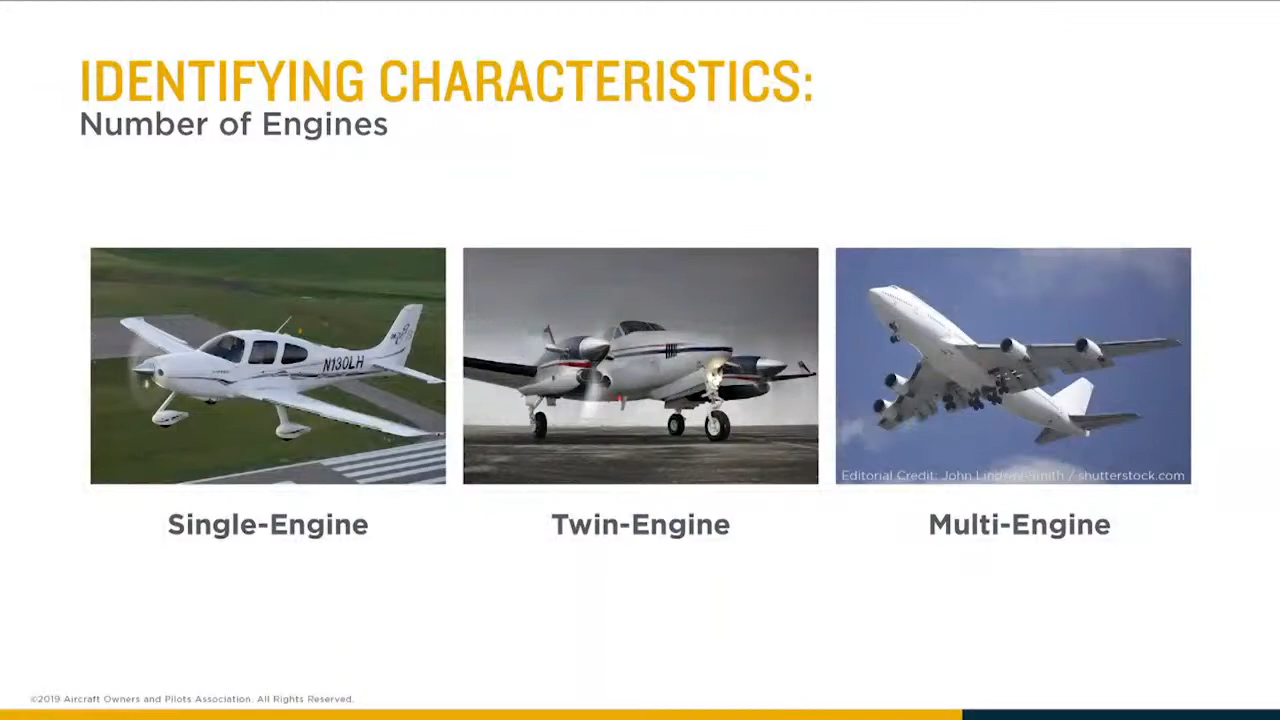 IDENTIFYING CHARACTERISTICS:
Number of Engines
N130LH
Editorial Credit: John Lindsay-Smith / shutterstock.com
Single-Engine
Twin-Engine
Multi-Engine
©2019 Aircraft Owners and Pilots Association. All Rights Reserved.